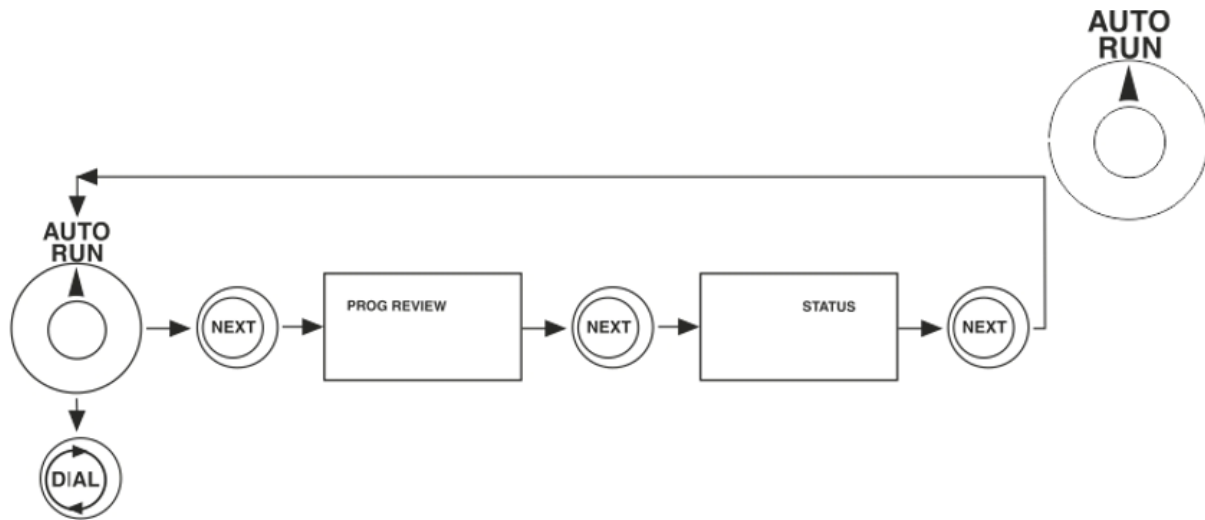 AUTO
RUN
AUTO
RUN
NEXT
PROG REVIEW
NEXT
STATUS
NEXT
DIAL